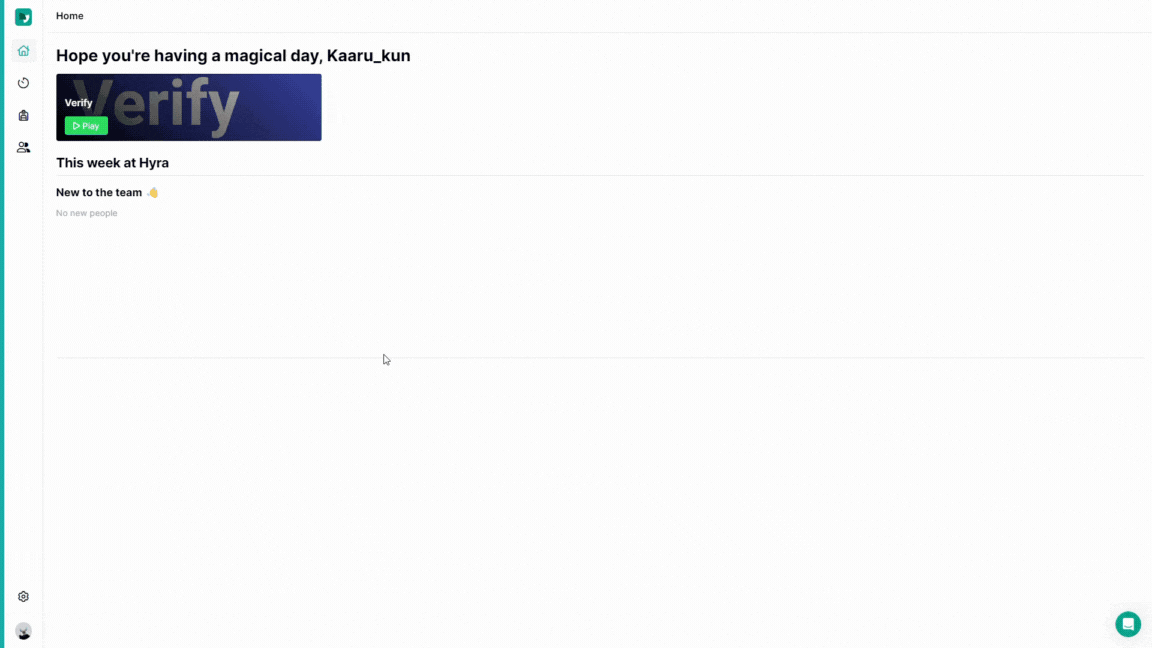 Home
Hope you're having a magical day, Kaaru_kun
Verify
Verify
Play
This week at Hyra
New to the team 👋
No new people